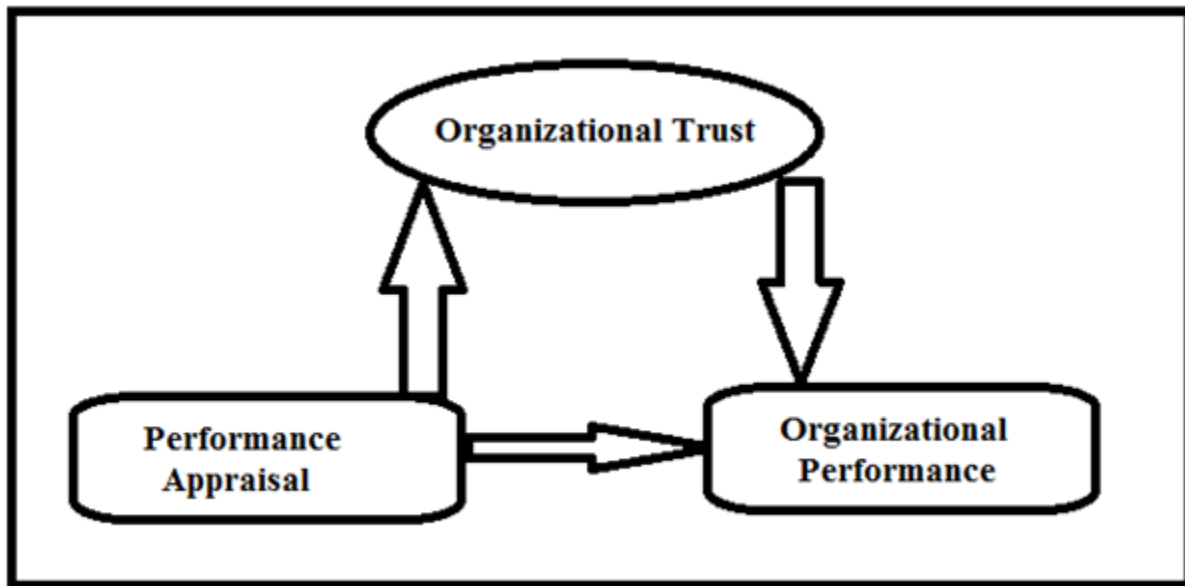 Organizational Trust
Performance
Appraisal
Organizational
Performance